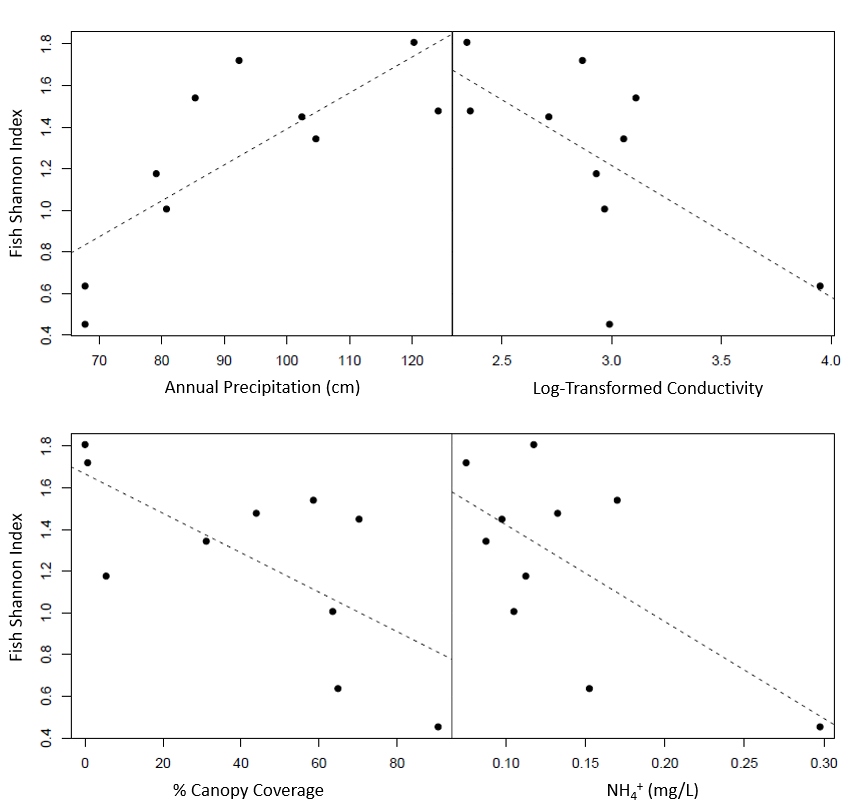 Fish Shannon Index
0.4 0.6 0.8 1.0 1.2 1.4 1.6 1.8
70 80 90 100 110 120
2.5 3.0 3.5 4.0
Annual Precipitation (cm)
Log-Transformed Conductivity
Fish Shannon Index
0.4 0.6 0.8 1.0 1.2 1.4 1.6 1.8
0 20 40 60 80
0.10 0.15 0.20 0.25 0.30
% Canopy Coverage
NH₄⁺ (mg/L)